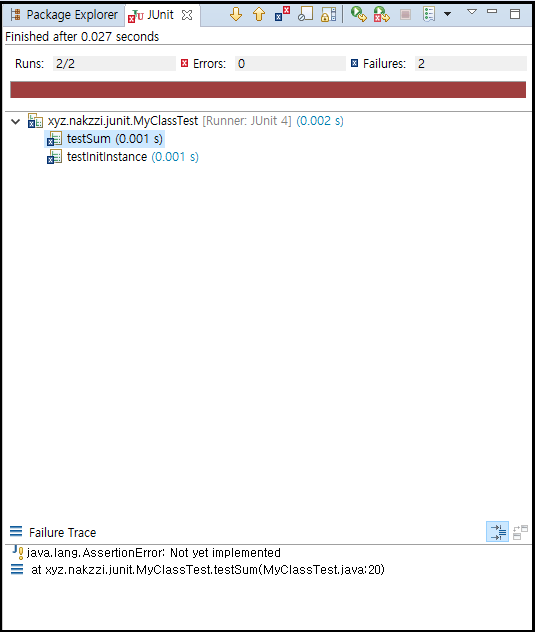 Package Explorer JUnit
Finished after 0.027 seconds
Runs: 2/2 Errors: 0 Failures: 2
xyz.nakzzi.junit.MyClassTest [Runner: JUnit 4] (0.002 s)
testSum (0.001 s)
testInitInstance (0.001 s)
Failure Trace
java.lang.AssertionError: Not yet implemented
at xyz.nakzzi.junit.MyClassTest.testSum(MyClassTest.java:20)